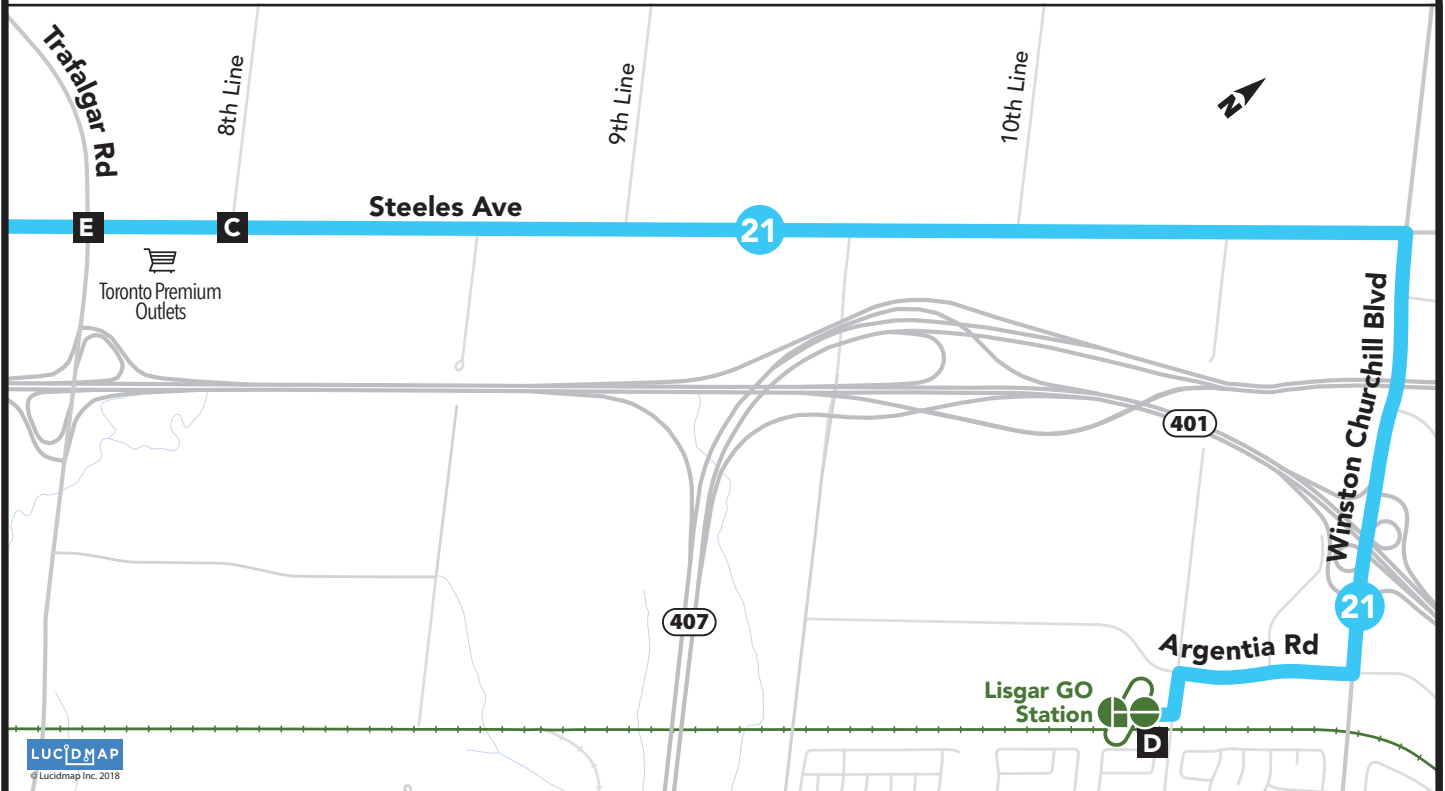 Trafalgar Rd
8th Line
9th Line
10th Line
N
Steeles Ave
E
C
21
Toronto Premium
Outlets
Winston Churchill Blvd
401
407
21
Argentia Rd
Lisgar GO
Station
D
LUCIDMAP
© Lucidmap Inc. 2018